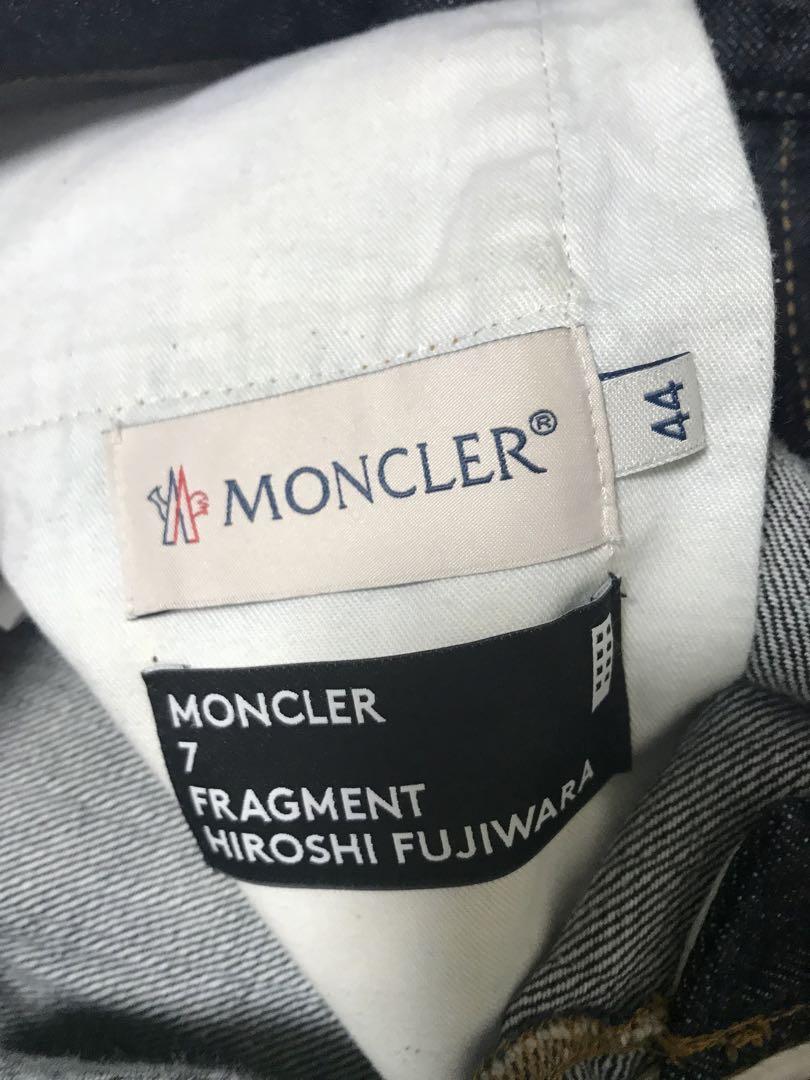 MONCLER®
44
MONCLER
7
FRAGMENT
HIROSHI FUJIWARA